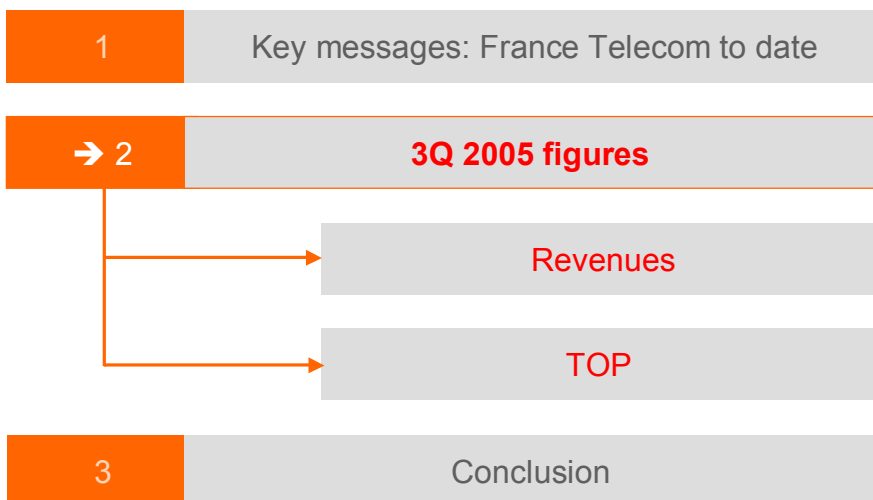 1 Key messages: France Telecom to date
➔ 2 3Q 2005 figures
Revenues
TOP
3 Conclusion